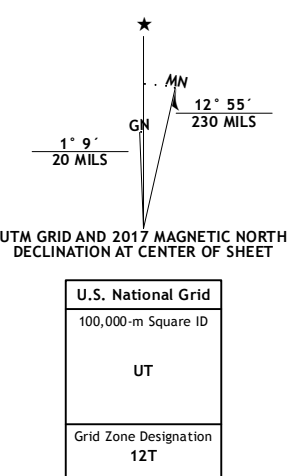 ★
MN
GN
12° 55´
230 MILS
1° 9´
20 MILS
UTM GRID AND 2017 MAGNETIC NORTH
DECLINATION AT CENTER OF SHEET
U.S. National Grid
100,000-m Square ID
UT
Grid Zone Designation
12T